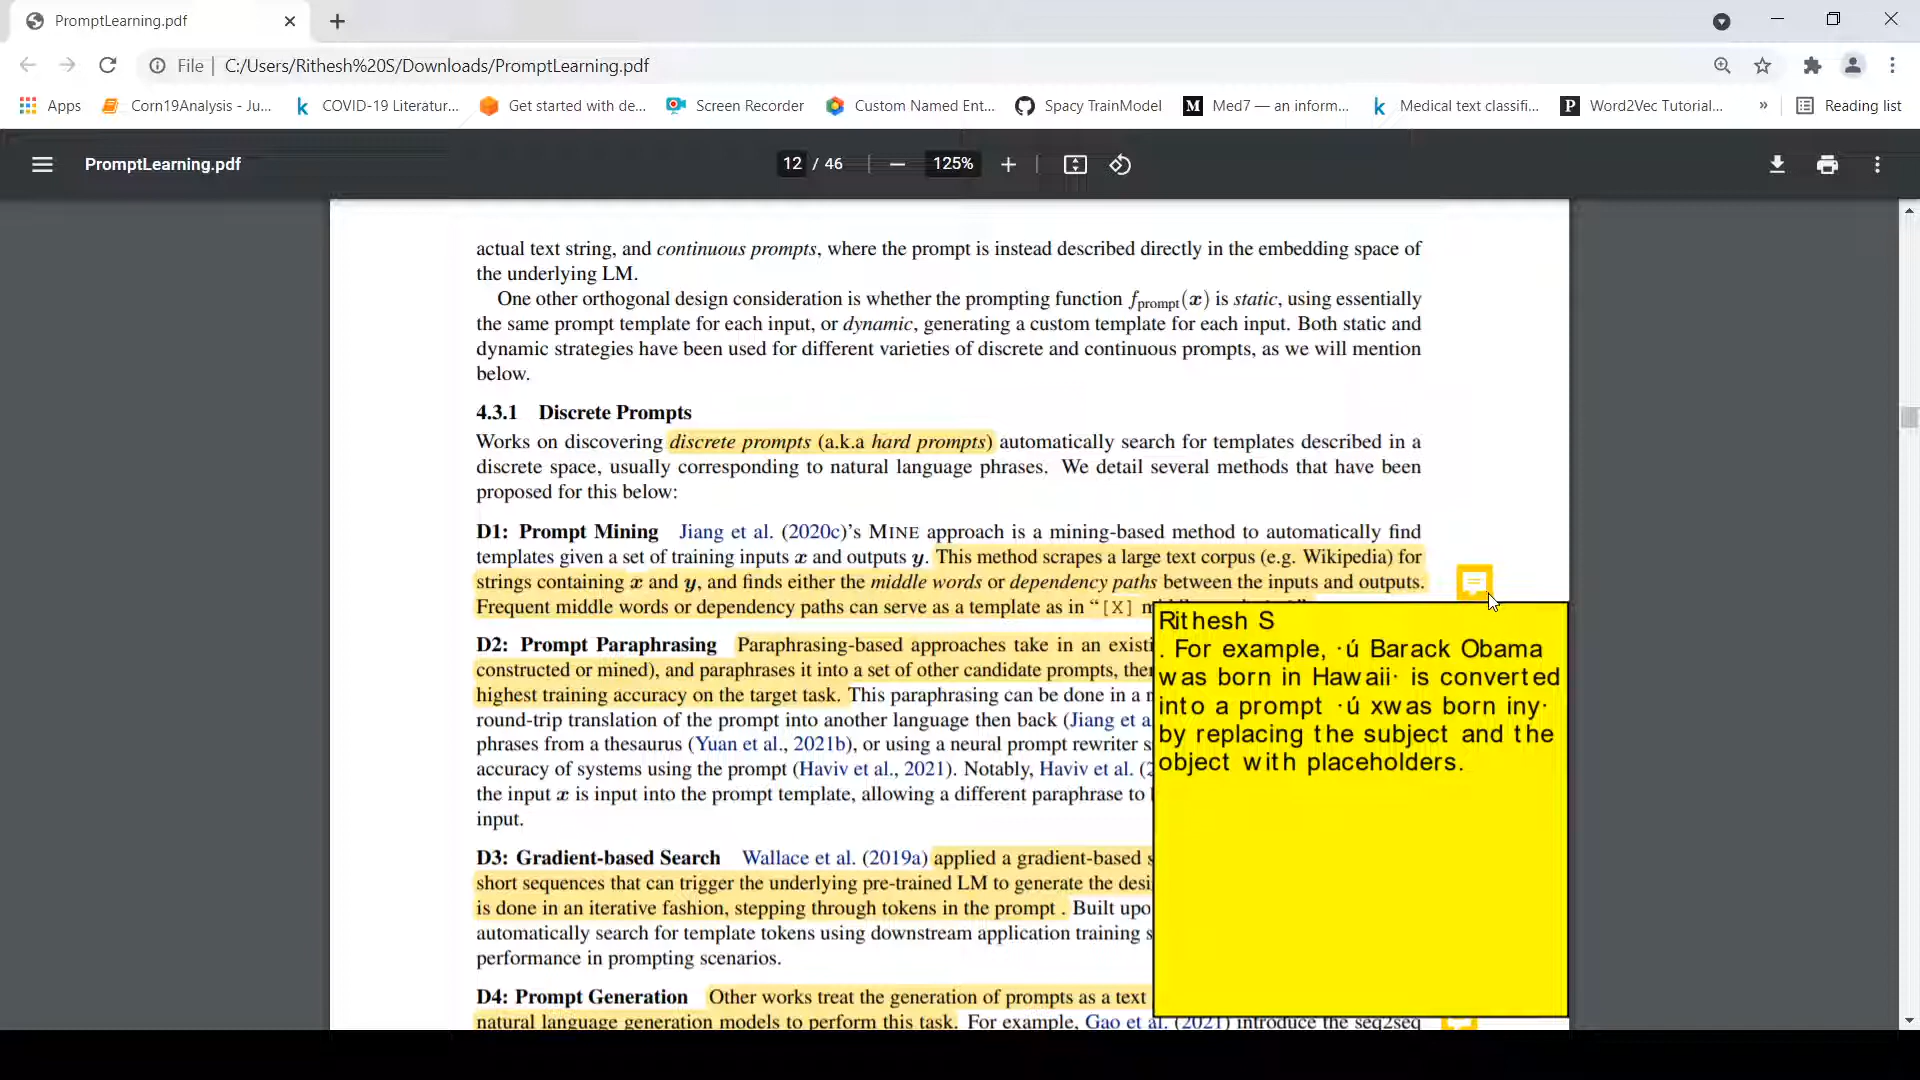 PromptLearning.pdf
File | C:/Users/Rithesh%20S/Downloads/PromptLearning.pdf
Apps Corn19Analysis - Ju... COVID-19 Literatur... Get started with de... Screen Recorder Custom Named Ent... Spacy TrainModel Med7 — an inform... Medical text classifi... Word2Vec Tutorial... » Reading list
PromptLearning.pdf 12 / 46 125%
actual text string, and continuous prompts, where the prompt is instead described directly in the embedding space of
the underlying LM.
One other orthogonal design consideration is whether the prompting function fprompt(x) is static, using essentially
the same prompt template for each input, or dynamic, generating a custom template for each input. Both static and
dynamic strategies have been used for different varieties of discrete and continuous prompts, as we will mention
below.
4.3.1 Discrete Prompts
Works on discovering discrete prompts (a.k.a hard prompts) automatically search for templates described in a
discrete space, usually corresponding to natural language phrases. We detail several methods that have been
proposed for this below:
D1: Prompt Mining Jiang et al. (2020c)'s MINE approach is a mining-based method to automatically find
templates given a set of training inputs x and outputs y. This method scrapes a large text corpus (e.g. Wikipedia) for
strings containing x and y, and finds either the middle words or dependency paths between the inputs and outputs.
Frequent middle words or dependency paths can serve as a template as in “[X]
D2: Prompt Paraphrasing Paraphrasing-based approaches take in an existi
constructed or mined), and paraphrases it into a set of other candidate prompts, the
highest training accuracy on the target task. This paraphrasing can be done in a
round-trip translation of the prompt into another language then back (Jiang et a
phrases from a thesaurus (Yuan et al., 2021b), or using a neural prompt rewriter s
accuracy of systems using the prompt (Haviv et al., 2021). Notably, Haviv et al. (2
the input x is input into the prompt template, allowing a different paraphrase to
input.
D3: Gradient-based Search Wallace et al. (2019a) applied a gradient-based s
short sequences that can trigger the underlying pre-trained LM to generate the desi
is done in an iterative fashion, stepping through tokens in the prompt . Built upo
automatically search for template tokens using downstream application training s
performance in prompting scenarios.
D4: Prompt Generation Other works treat the generation of prompts as a text
natural language generation models to perform this task. For example, Gao et al. (2021) introduce the seq2seq
Rithesh S
. For example, ·ú Barack Obama
was born in Hawaii· is converted
into a prompt ·ú xwas born iny·
by replacing the subject and the
object with placeholders.